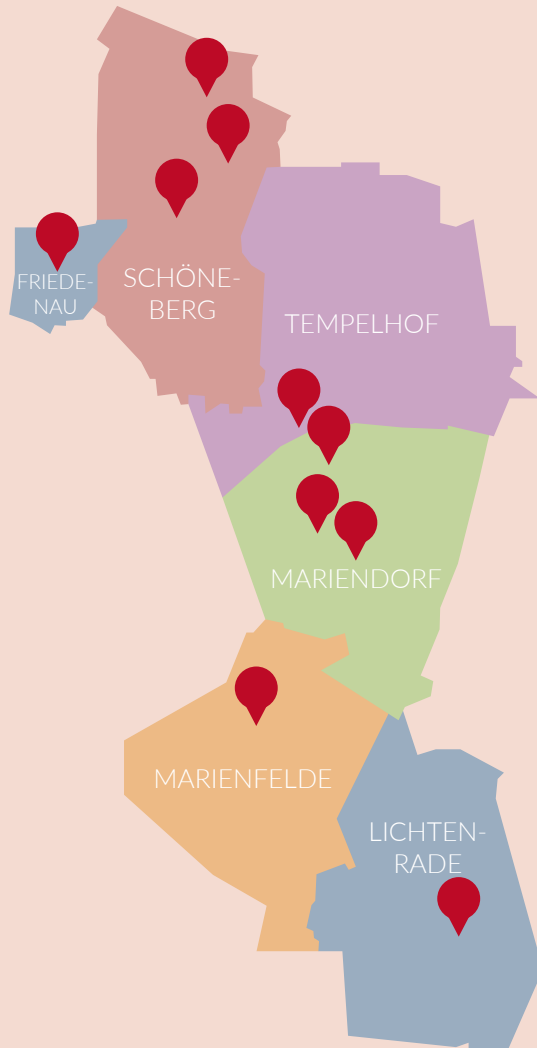 FRIEDE-
NAU
SCHÖNE-
BERG
TEMPELHOF
MARIENDORF
MARIENFELDE
LICHTEN-
RADE